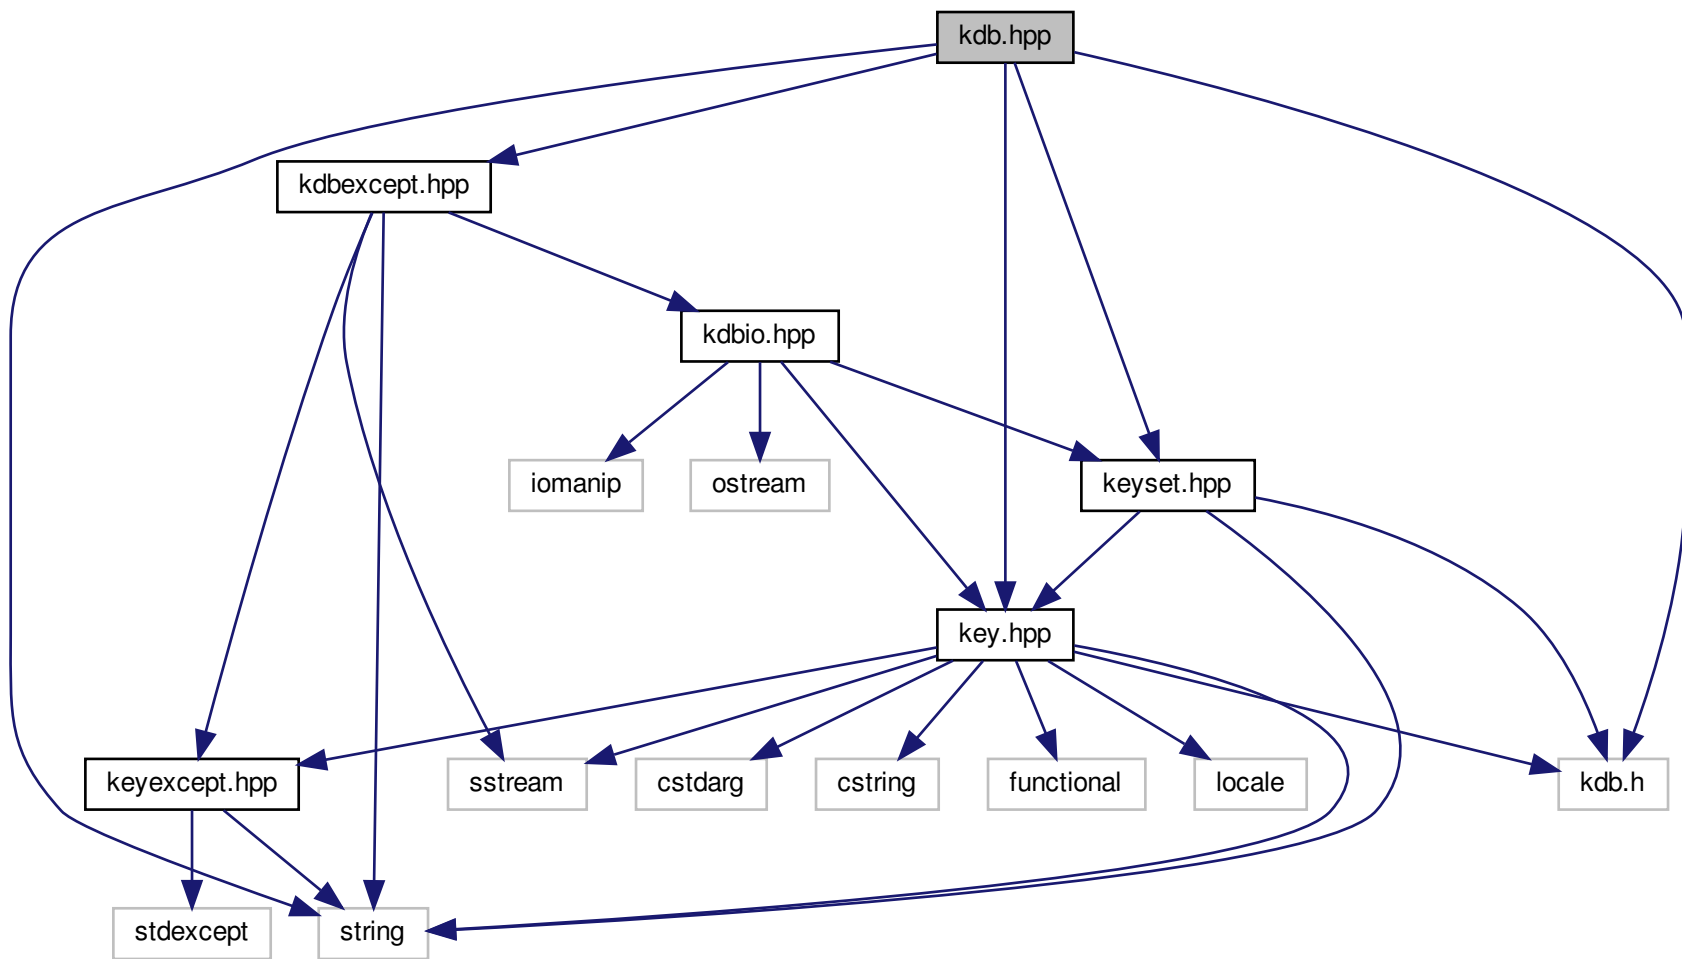 kdb.hpp
kdbexcept.hpp
kdbio.hpp
iomanip
ostream
keyset.hpp
key.hpp
keyexcept.hpp
sstream
cstdarg
cstring
functional
locale
kdb.h
stdexcept
string